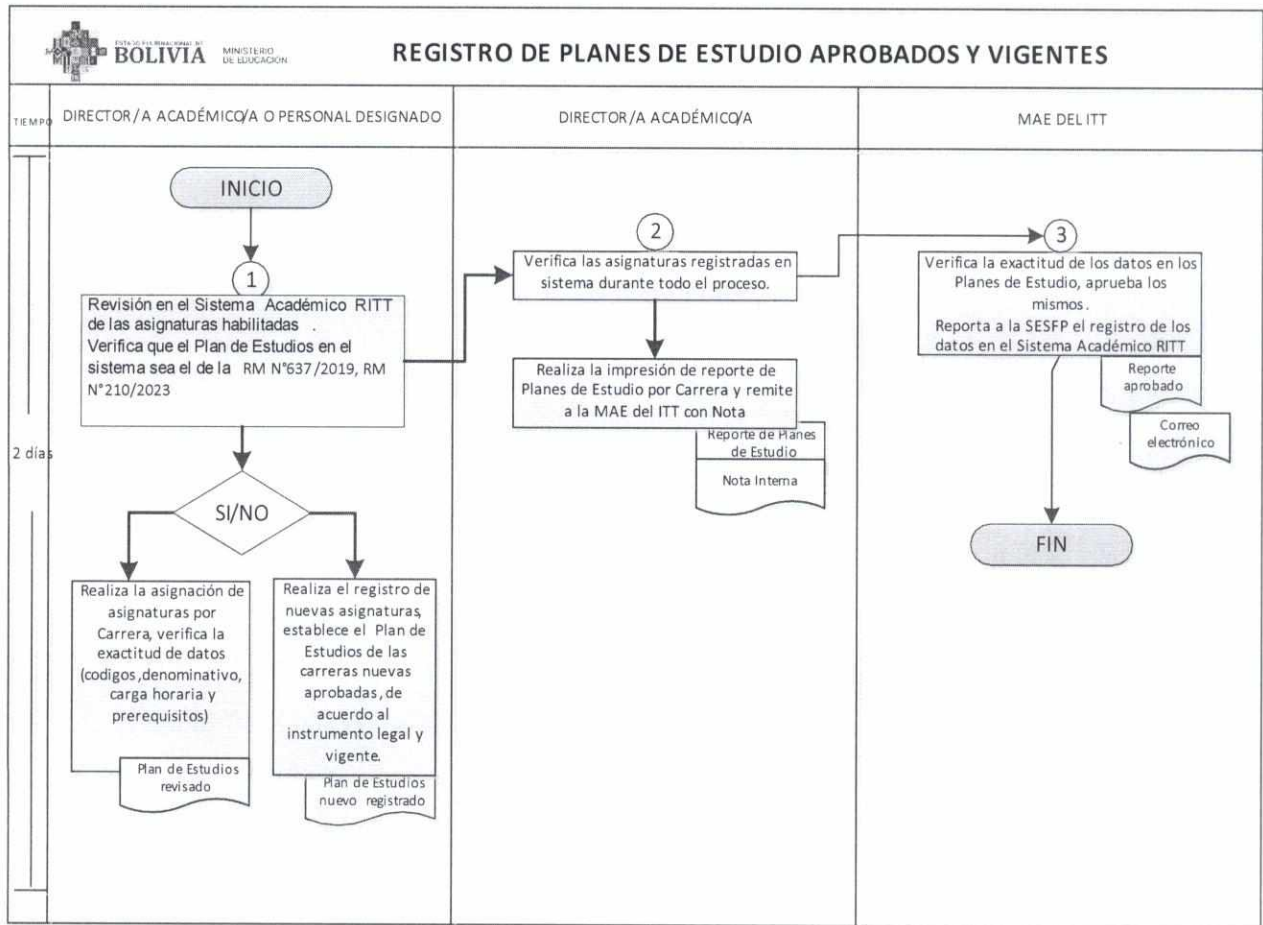 ESTADO PLURINACIONAL DE
BOLIVIA
MINISTERIO
DE EDUCACIÓN
REGISTRO DE PLANES DE ESTUDIO APROBADOS Y VIGENTES
TIEMPO
DIRECTOR/A ACADÉMICO/A O PERSONAL DESIGNADO
DIRECTOR/A ACADÉMICO/A
MAE DEL ITT
2 días
INICIO
1
Revisión en el Sistema Académico RITT
de las asignaturas habilitadas .
Verifica que el Plan de Estudios en el
sistema sea el de la RM N°637/2019, RM
N°210/2023
SI/NO
Realiza la asignación de
asignaturas por
Carrera, verifica la
exactitud de datos
(codigos,denominativo,
carga horaria y
prerequisitos)
Plan de Estudios
revisado
Realiza el registro de
nuevas asignaturas,
establece el Plan de
Estudios de las
carreras nuevas
aprobadas, de
acuerdo al
instrumento legal y
vigente.
Plan de Estudios
nuevo registrado
2
Verifica las asignaturas registradas en
sistema durante todo el proceso.
Realiza la impresión de reporte de
Planes de Estudio por Carrera y remite
a la MAE del ITT con Nota
Reporte de Planes
de Estudio
Nota Interna
3
Verifica la exactitud de los datos en los
Planes de Estudio, aprueba los
mismos.
Reporta a la SESFP el registro de los
datos en el Sistema Académico RITT
Reporte
aprobado
Correo
electrónico
FIN